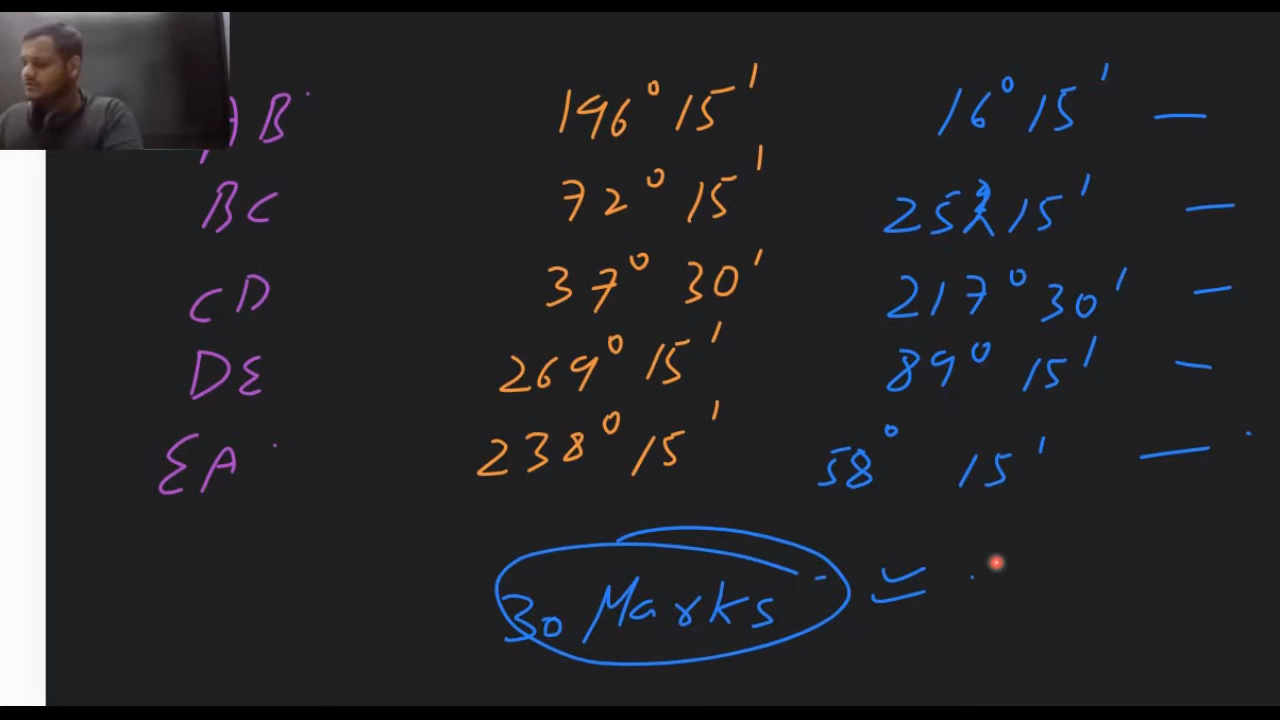 AB 196° 15' 16° 15' —
BC 72° 15' 252 15' —
CD 37° 30' 217° 30' —
DE 269° 15' 89° 15' —
EA 238° 15' 58° 15' —
30 Marks